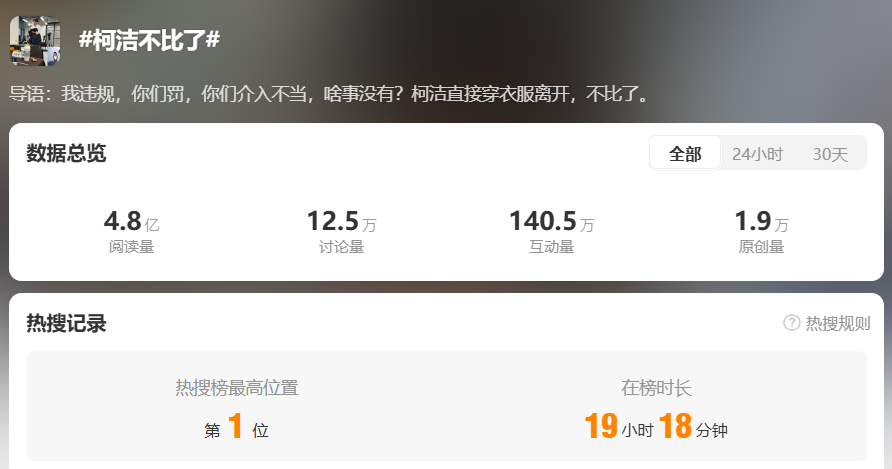 #柯洁不比了#
导语：我违规，你们罚，你们介入不当，啥事没有？柯洁直接穿衣服离开，不比了。
数据总览 全部 24小时 30天
4.8亿 12.5万 140.5万 1.9万
阅读量 讨论量 互动量 原创量
热搜记录 ? 热搜规则
热搜榜最高位置 在榜时长
第 1 位 19小时18分钟